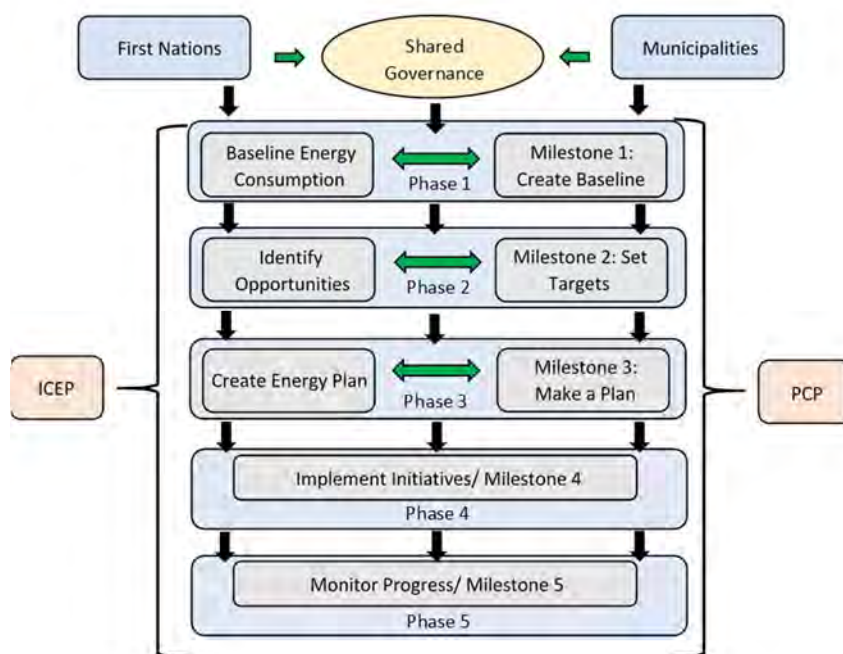 First Nations
Shared
Governance
Municipalities
Baseline Energy
Consumption
Phase 1
Milestone 1:
Create Baseline
Identify
Opportunities
Phase 2
Milestone 2: Set
Targets
Create Energy Plan
Phase 3
Milestone 3:
Make a Plan
ICEP
PCP
Implement Initiatives/ Milestone 4
Phase 4
Monitor Progress/ Milestone 5
Phase 5